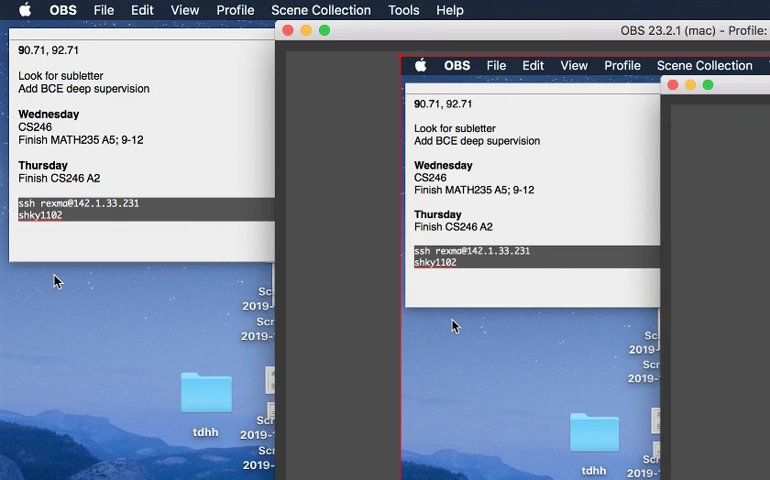 OBS File Edit View Profile Scene Collection Tools Help
90.71, 92.71
Look for subletter
Add BCE deep supervision
Wednesday
CS246
Finish MATH235 A5; 9-12
Thursday
Finish CS246 A2
ssh rexma@142.1.33.231
shky1102
tdhh
OBS 23.2.1 (mac) - Profile:
OBS File Edit View Profile Scene Collection
90.71, 92.71
Look for subletter
Add BCE deep supervision
Wednesday
CS246
Finish MATH235 A5; 9-12
Thursday
Finish CS246 A2
ssh rexma@142.1.33.231
shky1102
tdhh